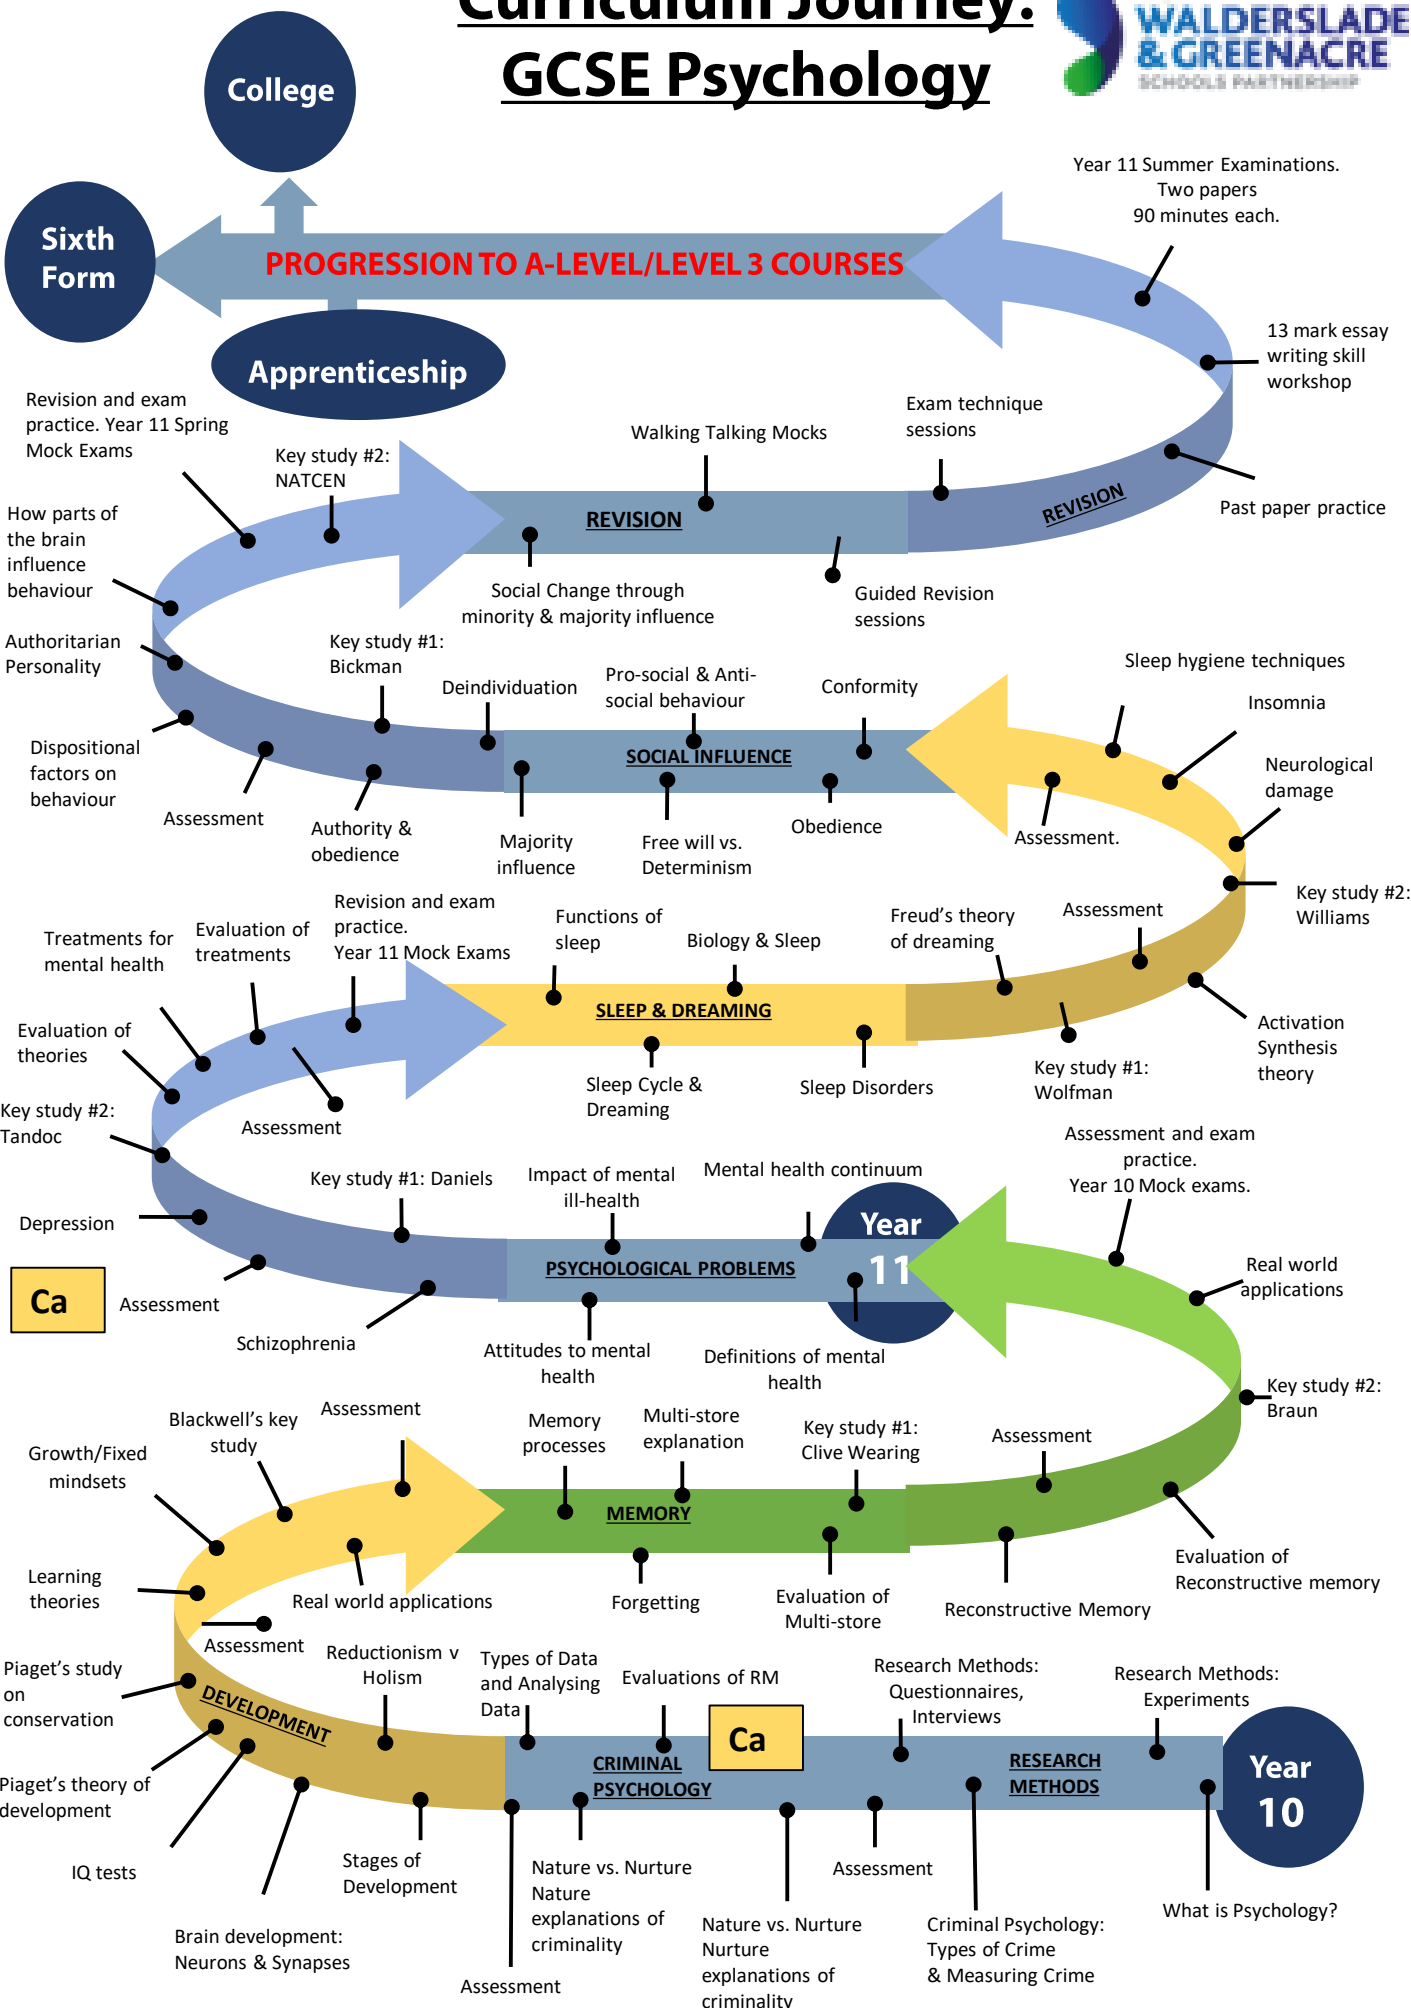 Curriculum Journey:
GCSE Psychology
WALDERSLADE
& GREENACRE
SCHOOLS PARTNERSHIP
College
Sixth
Form
PROGRESSION TO A-LEVEL/LEVEL 3 COURSES
Apprenticeship
Year 11 Summer Examinations.
Two papers
90 minutes each.
13 mark essay
writing skill
workshop
Past paper practice
REVISION
Exam technique
sessions
Walking Talking Mocks
REVISION
Guided Revision
sessions
Social Change through
minority & majority influence
Key study #2:
NATCEN
Revision and exam
practice. Year 11 Spring
Mock Exams
How parts of
the brain
influence
behaviour
Authoritarian
Personality
Dispositional
factors on
behaviour
Assessment
Key study #1:
Bickman
Authority &
obedience
Deindividuation
Majority
influence
Pro-social & Anti-
social behaviour
SOCIAL INFLUENCE
Free will vs.
Determinism
Conformity
Obedience
Sleep hygiene techniques
Insomnia
Neurological
damage
Assessment.
Key study #2:
Williams
Assessment
Activation
Synthesis
theory
Freud's theory
of dreaming
Key study #1:
Wolfman
Sleep Disorders
Biology & Sleep
SLEEP & DREAMING
Sleep Cycle &
Dreaming
Functions of
sleep
Revision and exam
practice.
Year 11 Mock Exams
Evaluation of
treatments
Treatments for
mental health
Evaluation of
theories
Assessment
Key study #2:
Tandoc
Depression
Assessment
Ca
Key study #1: Daniels
Schizophrenia
Impact of mental
ill-health
PSYCHOLOGICAL PROBLEMS
Attitudes to mental
health
Mental health continuum
Definitions of mental
health
Year
11
Assessment and exam
practice.
Year 10 Mock exams.
Real world
applications
Key study #2:
Braun
Evaluation of
Reconstructive memory
Assessment
Reconstructive Memory
Key study #1:
Clive Wearing
Evaluation of
Multi-store
Multi-store
explanation
MEMORY
Forgetting
Memory
processes
Assessment
Blackwell's key
study
Real world applications
Growth/Fixed
mindsets
Learning
theories
Assessment
Piaget's study
on
conservation
DEVELOPMENT
Piaget's theory of
development
IQ tests
Brain development:
Neurons & Synapses
Reductionism v
Holism
Stages of
Development
Types of Data
and Analysing
Data
Assessment
Evaluations of RM
Ca
CRIMINAL
PSYCHOLOGY
Nature vs. Nurture
Nature
explanations of
criminality
Nature vs. Nurture
Nurture
explanations of
criminality
Assessment
Research Methods:
Questionnaires,
Interviews
Criminal Psychology:
Types of Crime
& Measuring Crime
RESEARCH
METHODS
Research Methods:
Experiments
What is Psychology?
Year
10